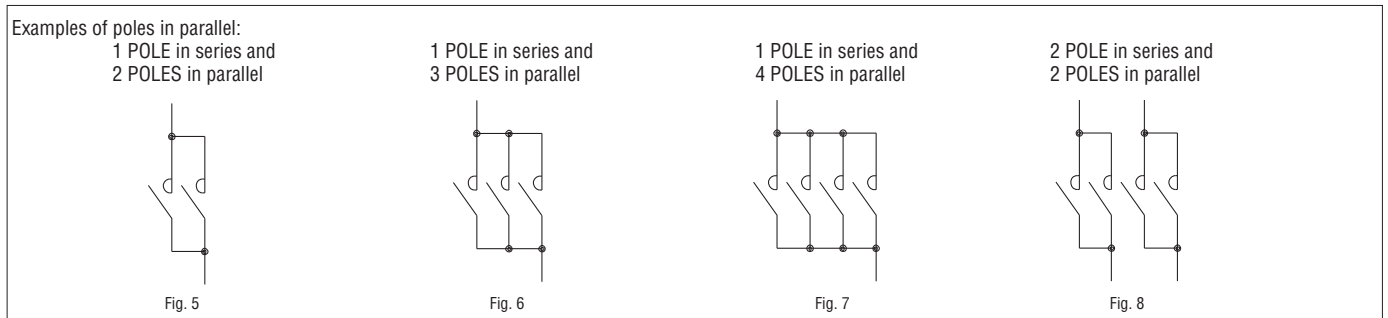 Examples of poles in parallel:
1 POLE in series and
2 POLES in parallel
1 POLE in series and
3 POLES in parallel
1 POLE in series and
4 POLES in parallel
2 POLE in series and
2 POLES in parallel
Fig. 5
Fig. 6
Fig. 7
Fig. 8